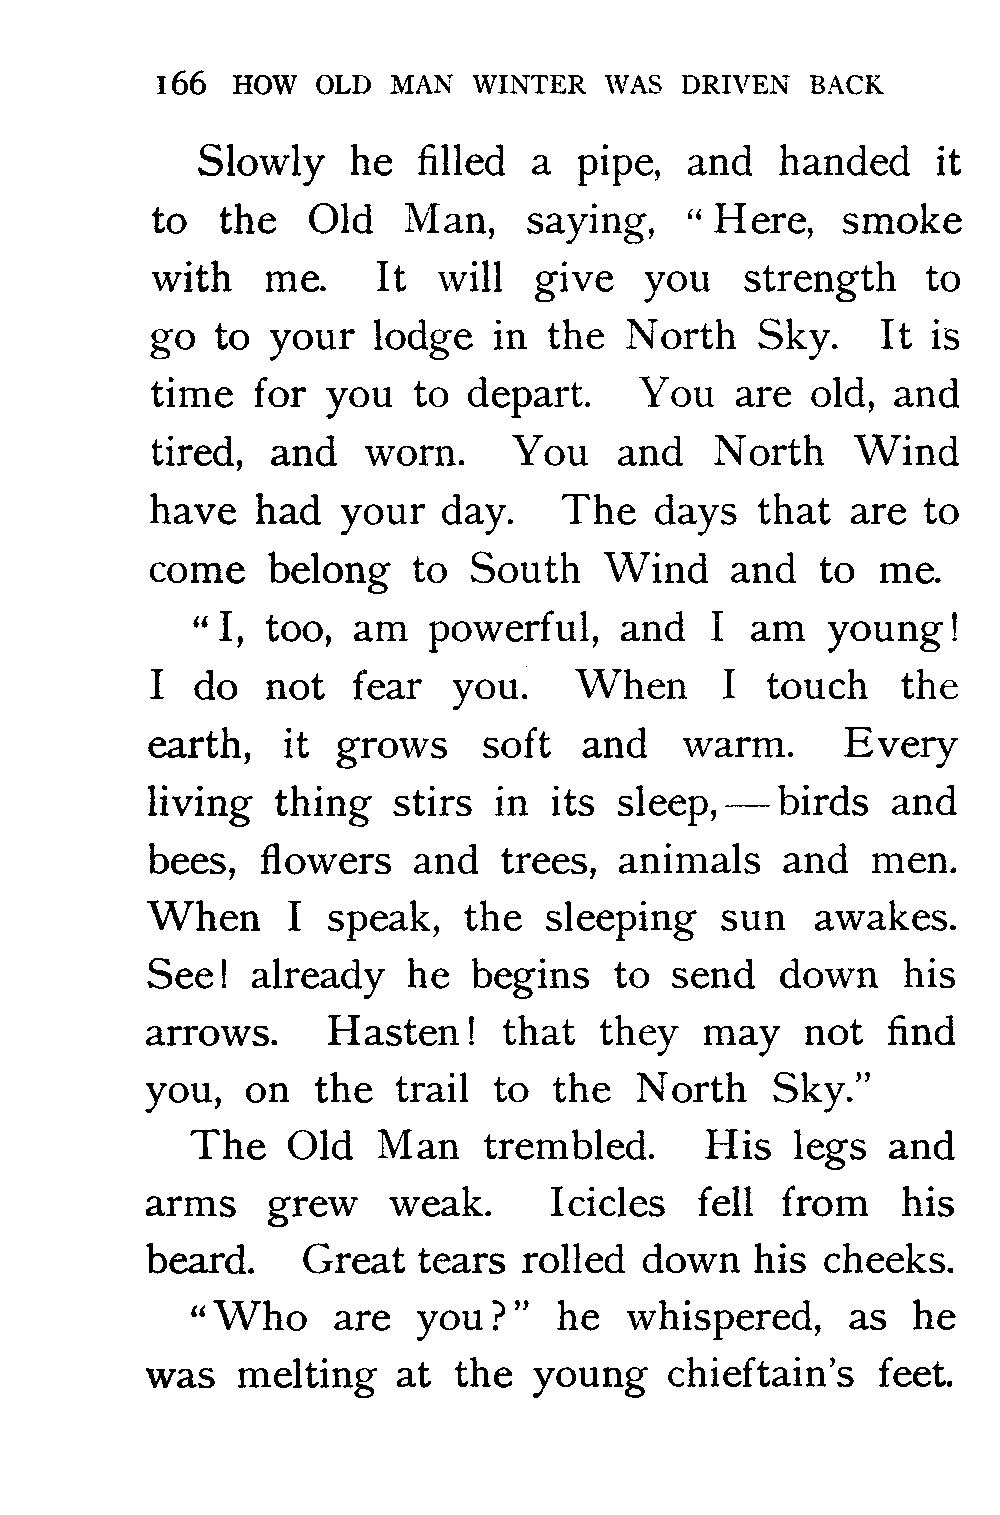 166 HOW OLD MAN WINTER WAS DRIVEN BACK
Slowly he filled a pipe, and handed it
to the Old Man, saying, “Here, smoke
with me. It will give you strength to
go to your lodge in the North Sky. It is
time for you to depart. You are old, and
tired, and worn. You and North Wind
have had your day. The days that are to
come belong to South Wind and to me.
“I, too, am powerful, and I am young!
I do not fear you. When I touch the
earth, it grows soft and warm. Every
living thing stirs in its sleep,—birds and
bees, flowers and trees, animals and men.
When I speak, the sleeping sun awakes.
See! already he begins to send down his
arrows. Hasten! that they may not find
you, on the trail to the North Sky.”
The Old Man trembled. His legs and
arms grew weak. Icicles fell from his
beard. Great tears rolled down his cheeks.
“Who are you?” he whispered, as he
was melting at the young chieftain’s feet.